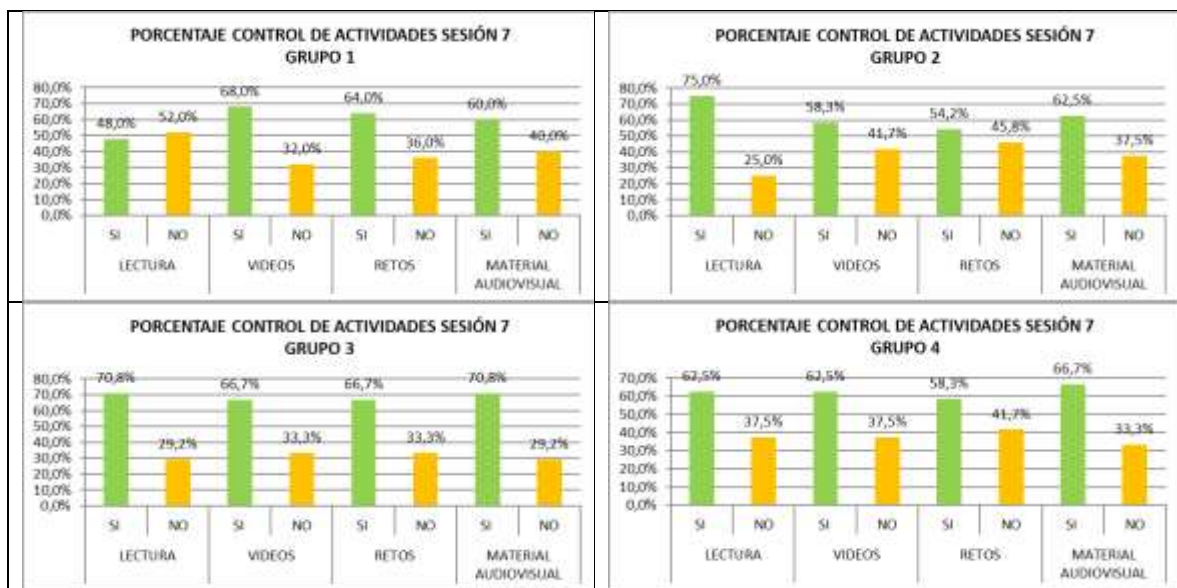 PORCENTAJE CONTROL DE ACTIVIDADES SESIÓN 7
GRUPO 1
80,0%
70,0%
60,0%
50,0%
40,0%
30,0%
20,0%
10,0%
0,0%
48,0% 52,0% 68,0% 32,0% 64,0% 36,0% 60,0% 40,0%
SI NO SI NO SI NO SI NO
LECTURA VIDEOS RETOS MATERIAL
AUDIOVISUAL
PORCENTAJE CONTROL DE ACTIVIDADES SESIÓN 7
GRUPO 2
80,0%
70,0%
60,0%
50,0%
40,0%
30,0%
20,0%
10,0%
0,0%
75,0% 25,0% 58,3% 41,7% 54,2% 45,8% 62,5% 37,5%
SI NO SI NO SI NO SI NO
LECTURA VIDEOS RETOS MATERIAL
AUDIOVISUAL
PORCENTAJE CONTROL DE ACTIVIDADES SESIÓN 7
GRUPO 3
80,0%
70,0%
60,0%
50,0%
40,0%
30,0%
20,0%
10,0%
0,0%
70,8% 29,2% 66,7% 33,3% 66,7% 33,3% 70,8% 29,2%
SI NO SI NO SI NO SI NO
LECTURA VIDEOS RETOS MATERIAL
AUDIOVISUAL
PORCENTAJE CONTROL DE ACTIVIDADES SESIÓN 7
GRUPO 4
70,0%
60,0%
50,0%
40,0%
30,0%
20,0%
10,0%
0,0%
62,5% 37,5% 62,5% 37,5% 58,3% 41,7% 66,7% 33,3%
SI NO SI NO SI NO SI NO
LECTURA VIDEOS RETOS MATERIAL
AUDIOVISUAL